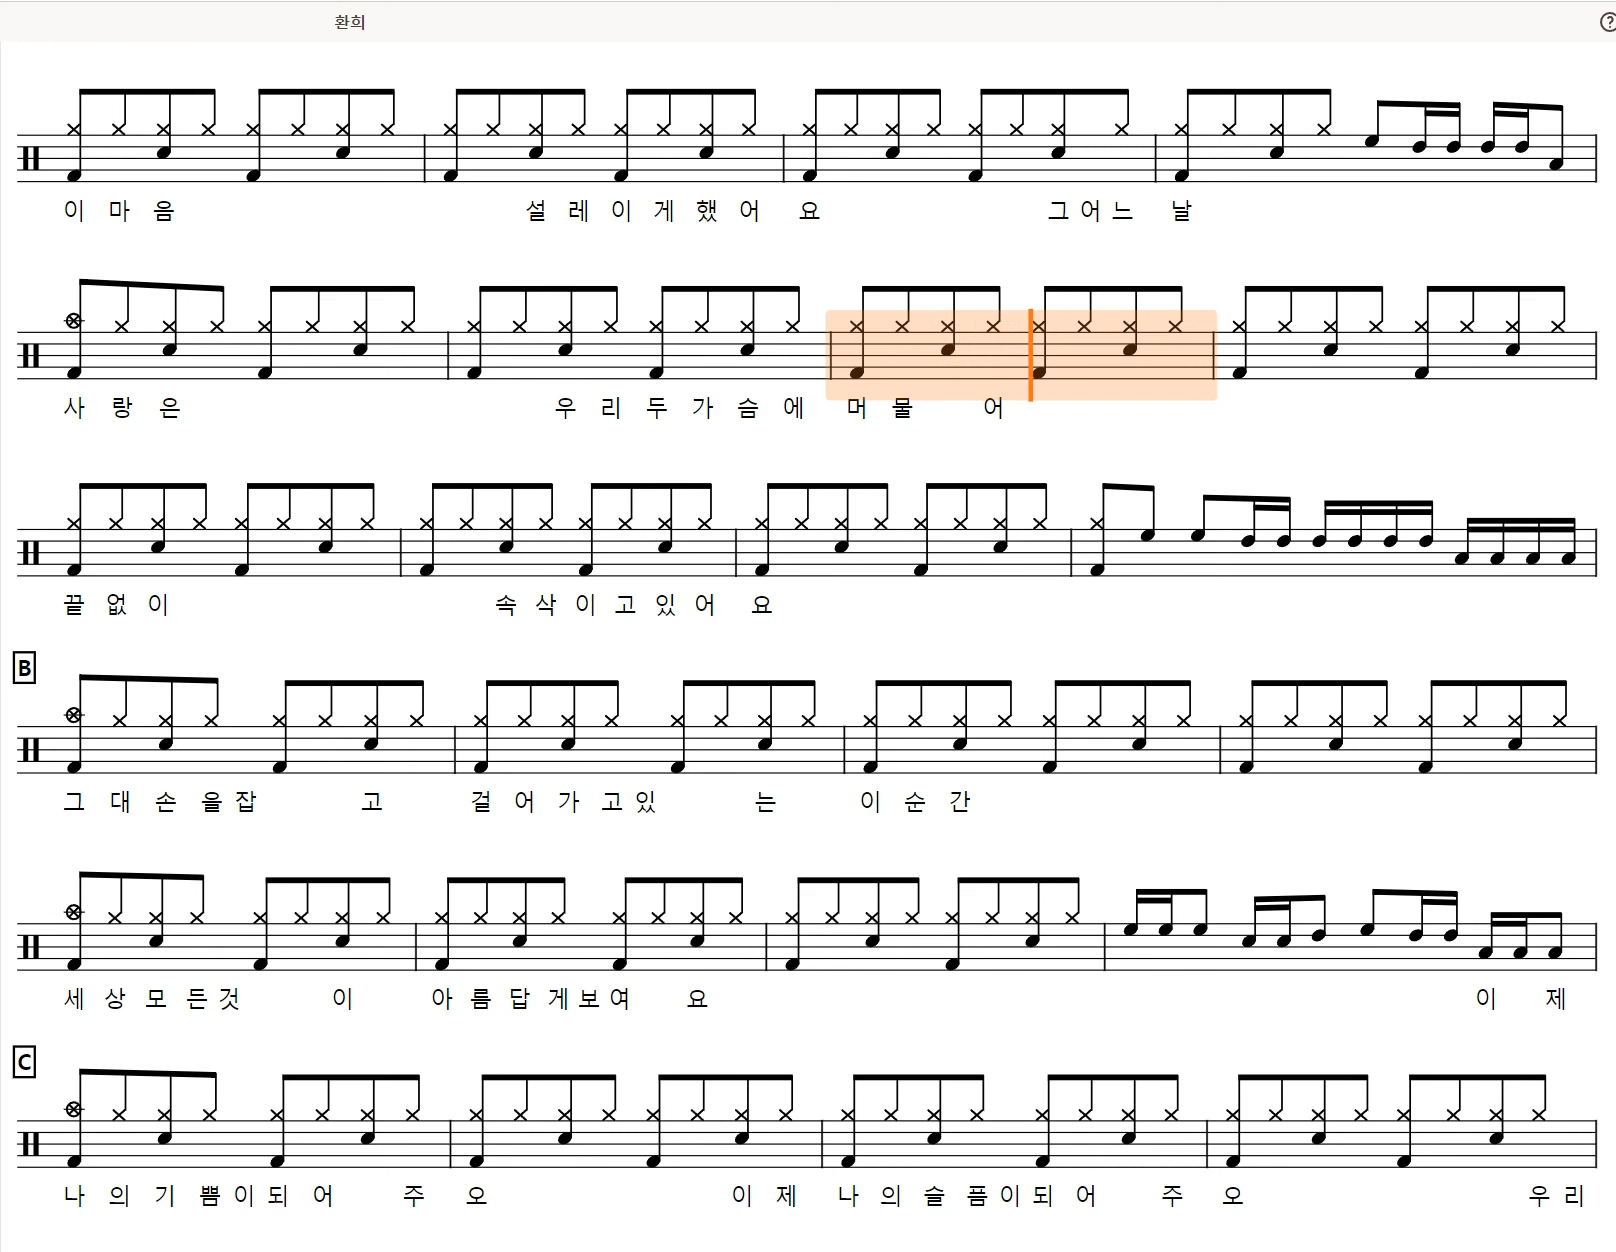 환희
이 마 음 설 레 이 게 했 어 요 그 어 느 날
사 랑 은 우 리 두 가 슴 에 머 물 어
끝 없 이 속 삭 이 고 있 어 요
B
그 대 손 을 잡 고 걸 어 가 고 있 는 이 순 간
세 상 모 든 것 이 아 름 답 게 보 여 요 이 제
C
나 의 기 쁨 이 되 어 주 오 이 제 나 의 슬 픔 이 되 어 주 오 우 리